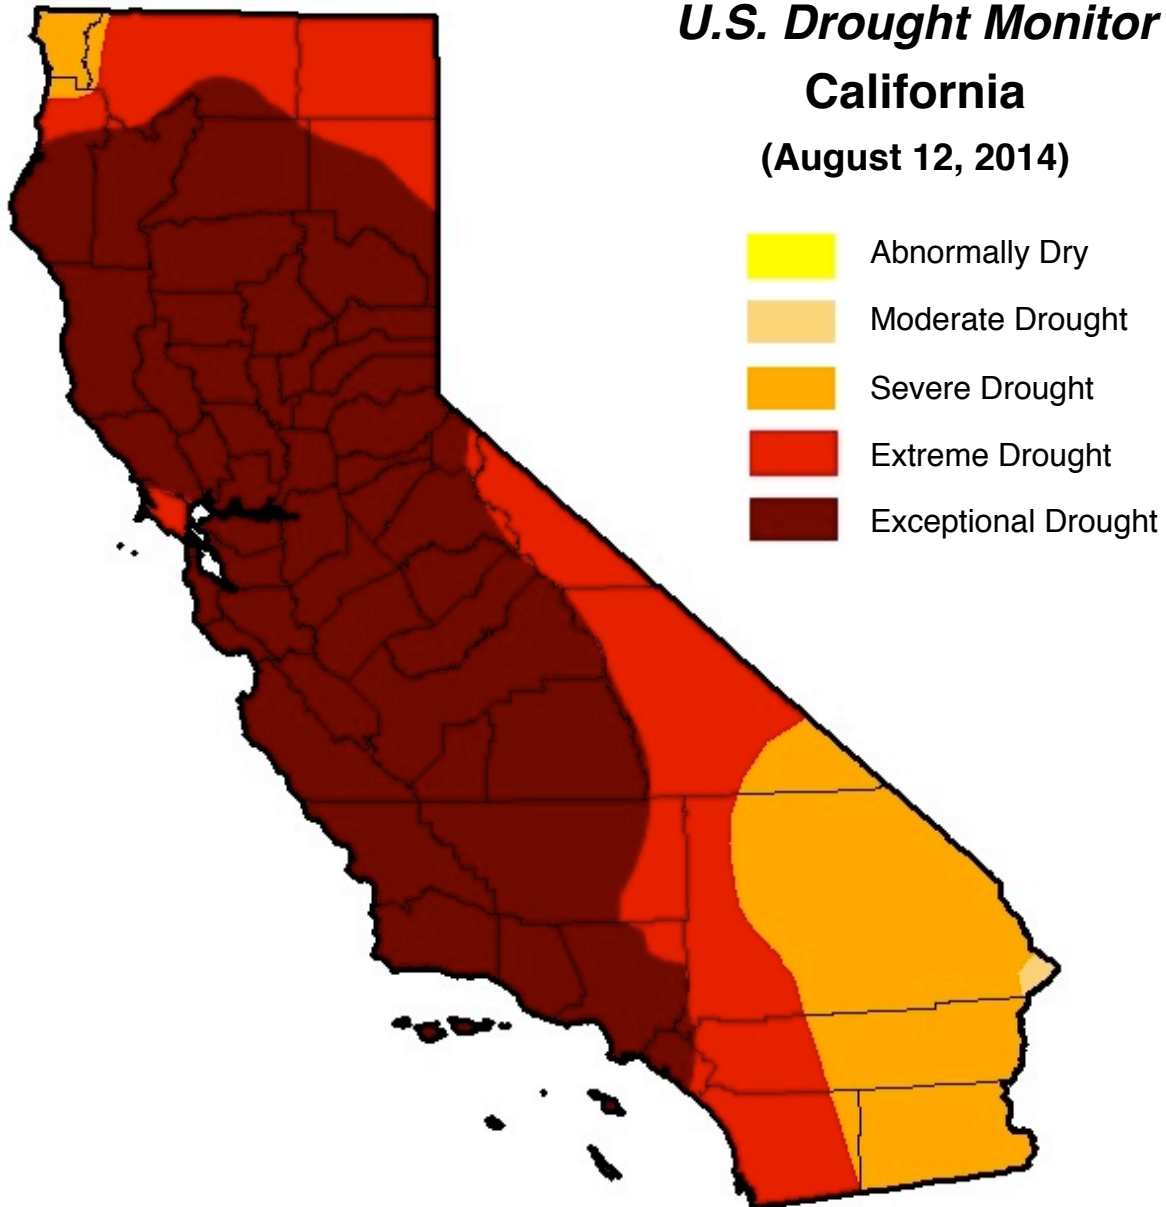 U.S. Drought Monitor
California
(August 12, 2014)
Abnormally Dry
Moderate Drought
Severe Drought
Extreme Drought
Exceptional Drought